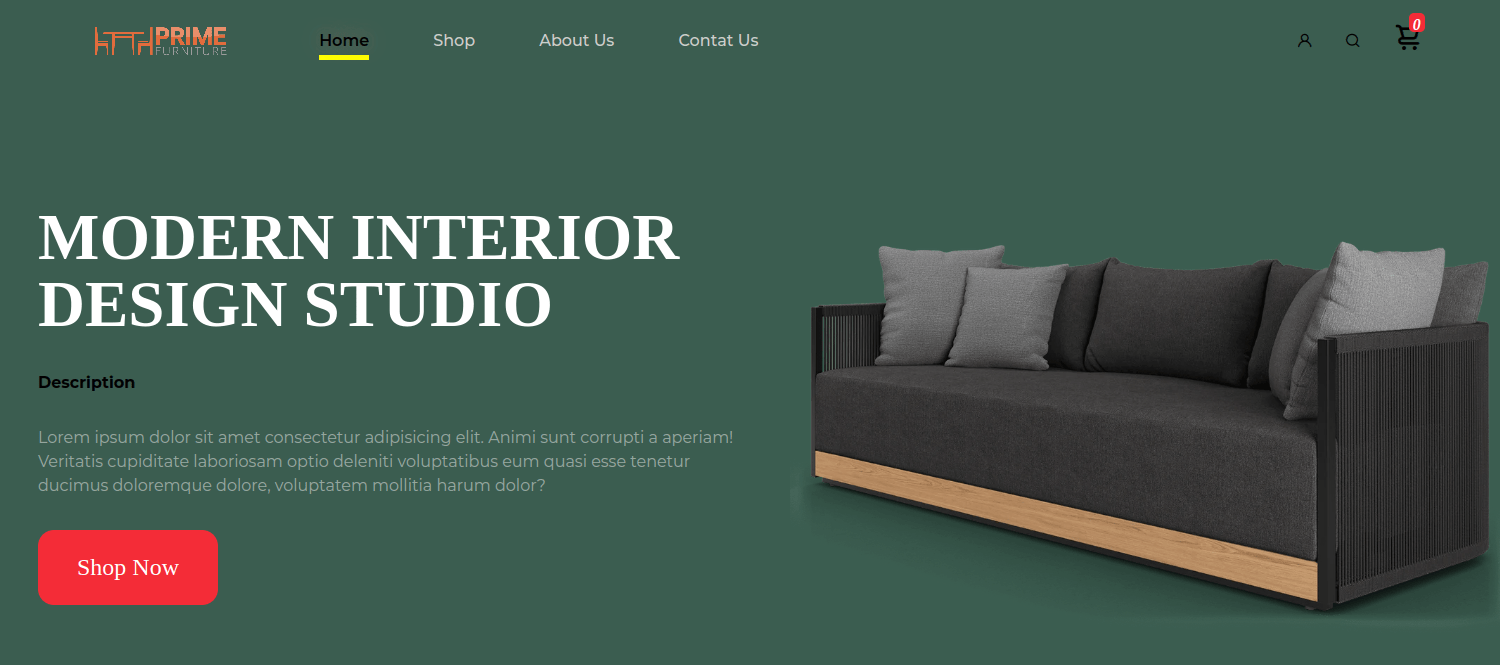 PRIME
FURNITURE
Home
Shop
About Us
Contat Us
0
MODERN INTERIOR
DESIGN STUDIO
Description
Lorem ipsum dolor sit amet consectetur adipisicing elit. Animi sunt corrupti a aperiam!
Veritatis cupiditate laboriosam optio deleniti voluptatibus eum quasi esse tenetur
ducimus doloremque dolore, voluptatem mollitia harum dolor?
Shop Now